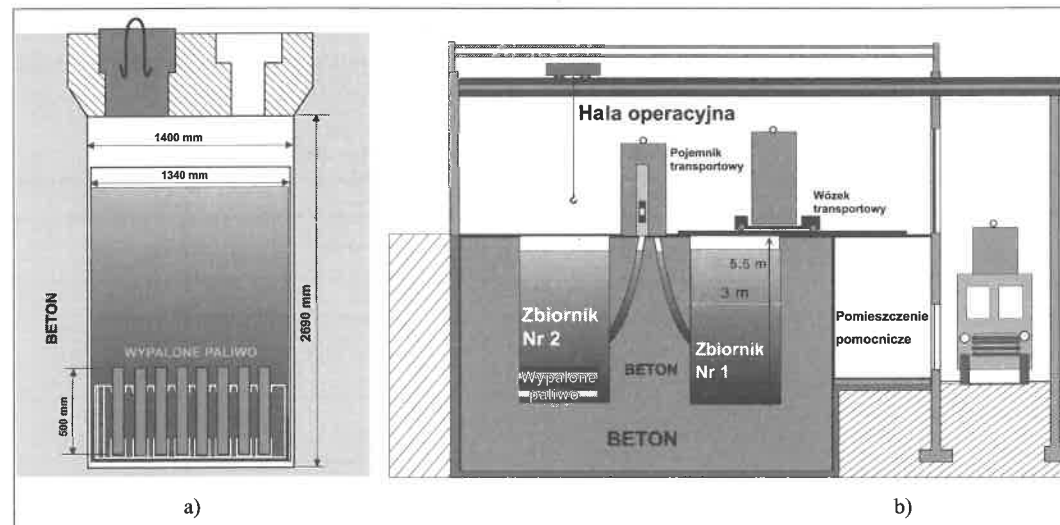 1400 mm
1340 mm
BETON
2690 mm
WYPALONE PALIWO
500 mm
a)
Hala operacyjna
Pojemnik
transportowy
Wózek
transportowy
5.5 m
3 m
Zbiornik
Nr 2
Zbiornik
Nr 1
Wypalone
paliwo
BETON
BETON
Pomieszczenie
pomocnicze
b)